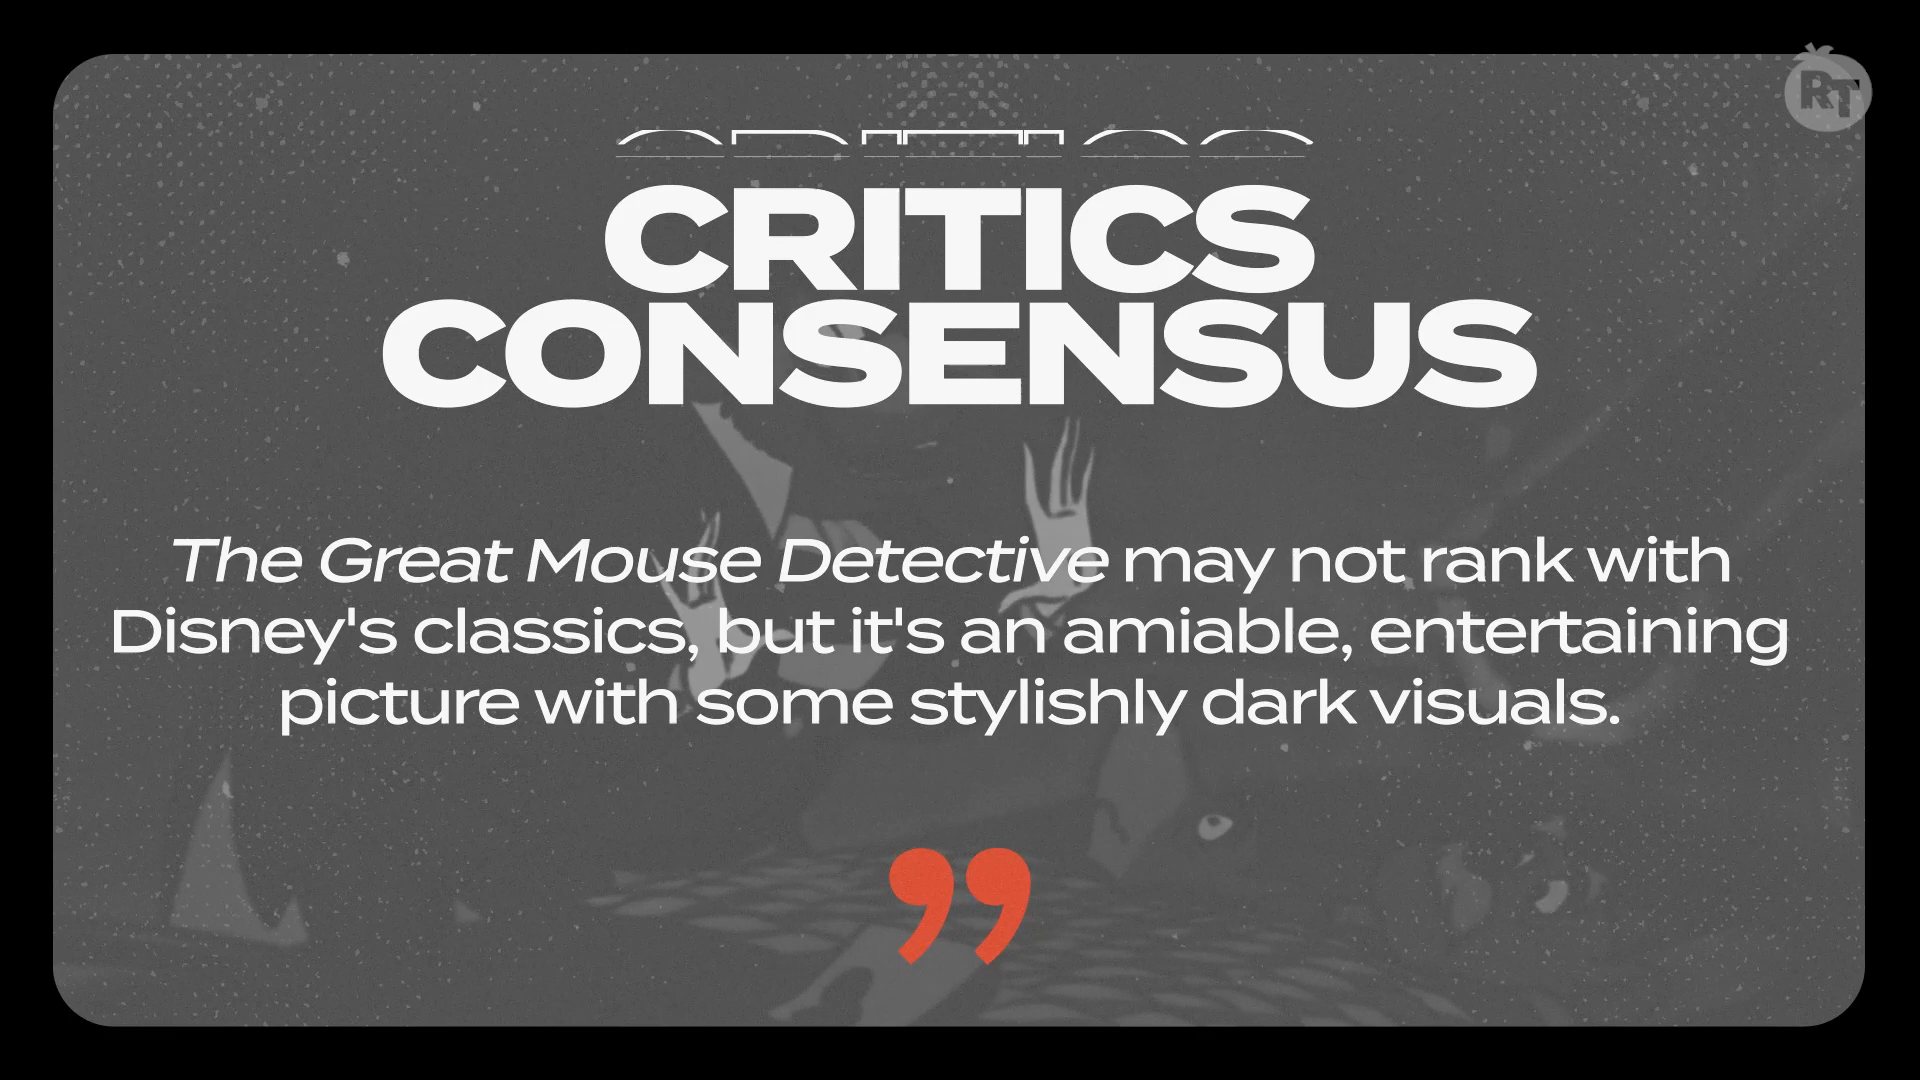 RT
CRITICS
CONSENSUS
The Great Mouse Detective may not rank with
Disney's classics, but it's an amiable, entertaining
picture with some stylishly dark visuals.
”